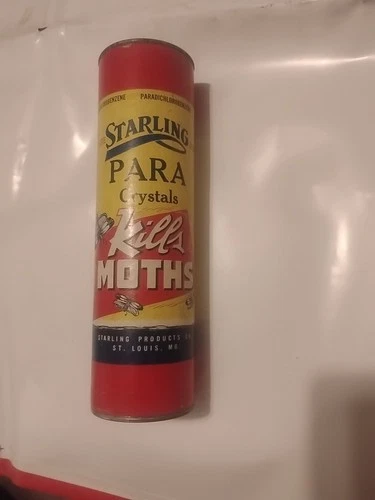 PARADICHLOROBENZENE
STARLING
PARA
Crystals
Kills
MOTHS
STARLING PRODUCTS
ST. LOUIS, MO.